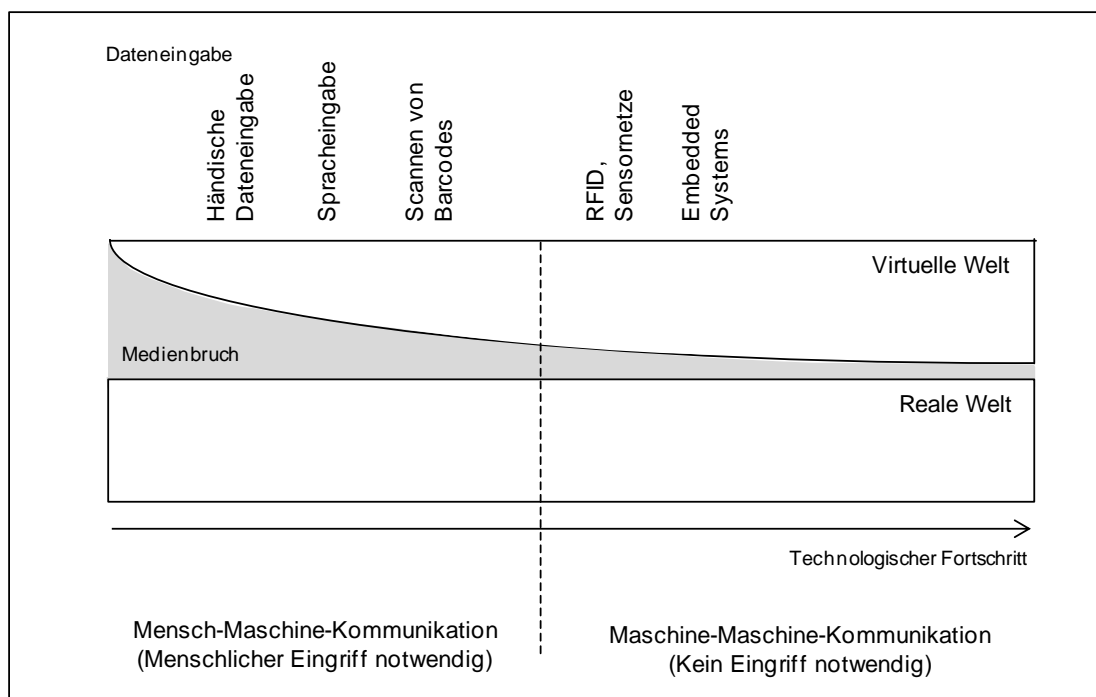 Dateneingabe
Händische
Dateneingabe
Spracheingabe
Scannen von
Barcodes
RFID,
Sensornetze
Embedded
Systems
Virtuelle Welt
Medienbruch
Reale Welt
Technologischer Fortschritt
Mensch-Maschine-Kommunikation
(Menschlicher Eingriff notwendig)
Maschine-Maschine-Kommunikation
(Kein Eingriff notwendig)